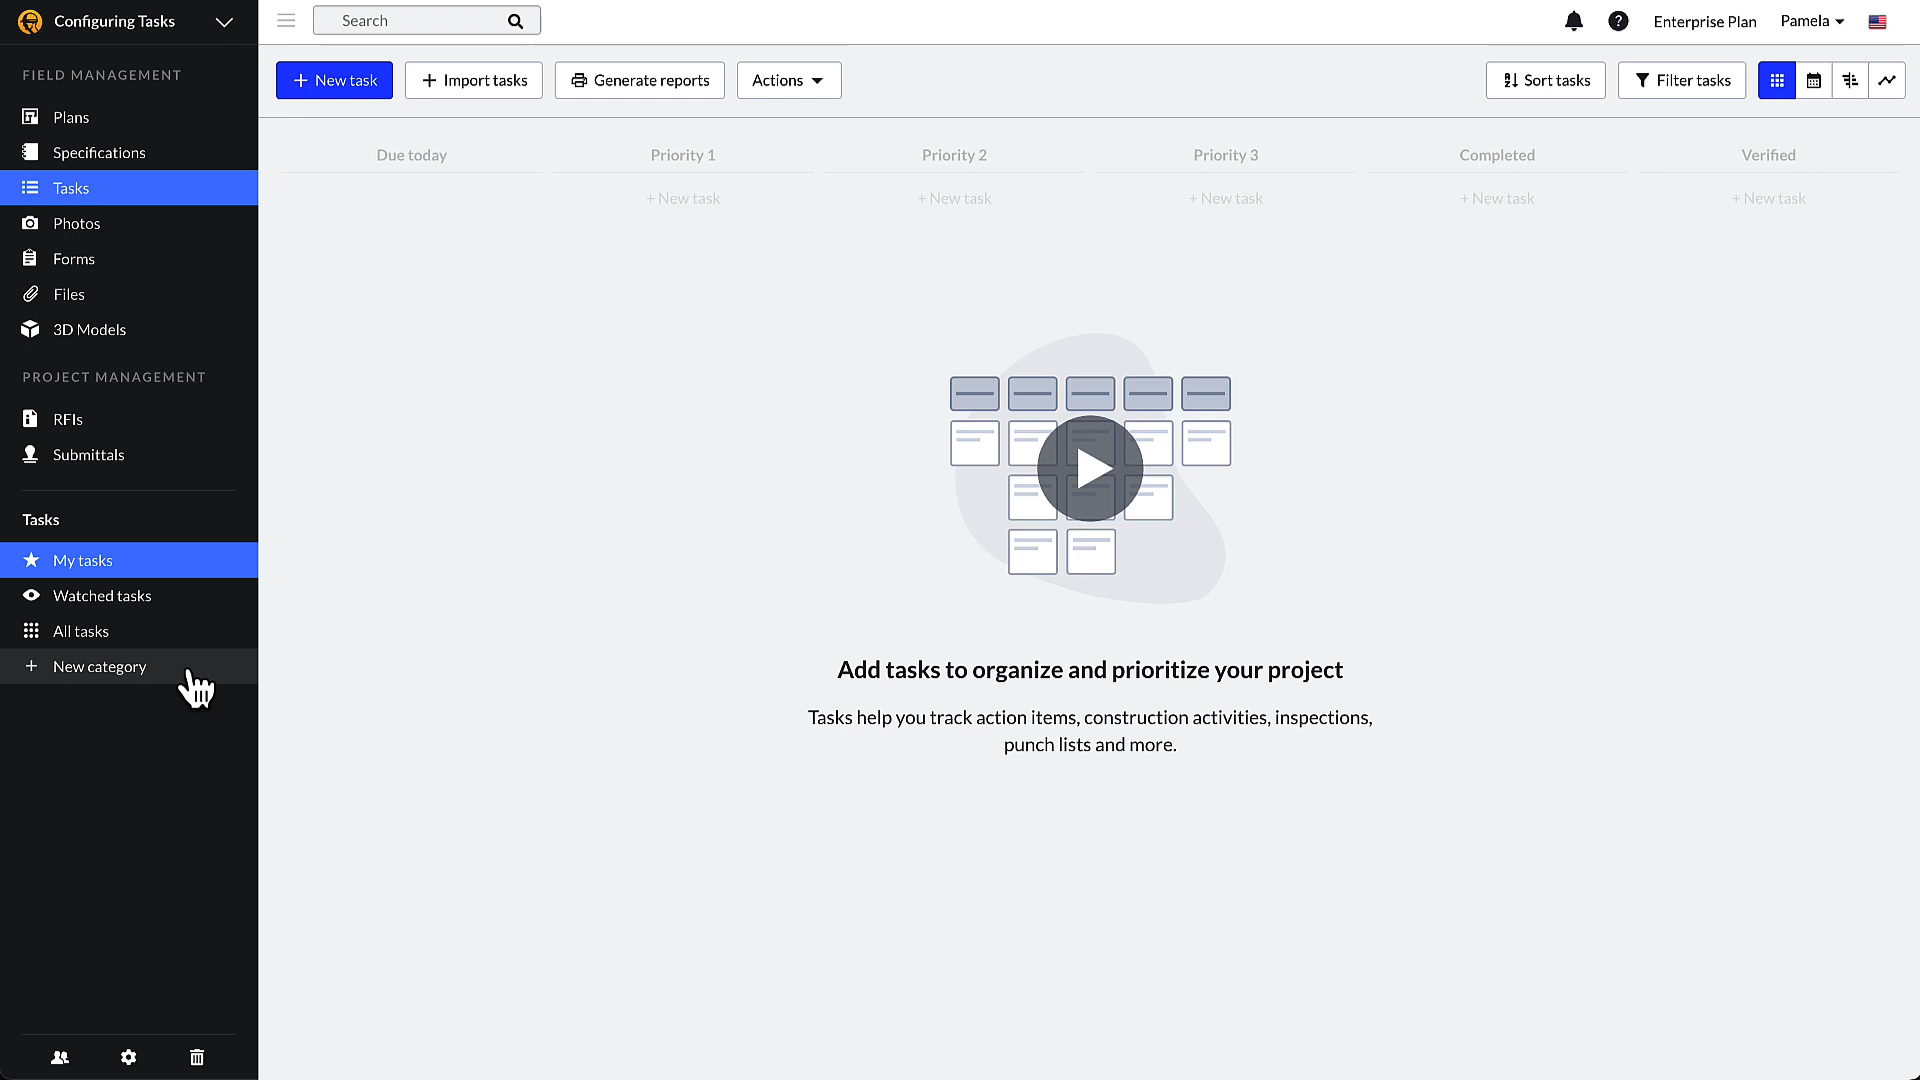 Configuring Tasks
Search
Enterprise Plan
Pamela
FIELD MANAGEMENT
Plans
Specifications
Tasks
Photos
Forms
Files
3D Models
PROJECT MANAGEMENT
RFIs
Submittals
Tasks
My tasks
Watched tasks
All tasks
+ New category
+ New task
+ Import tasks
Generate reports
Actions
Sort tasks
Filter tasks
Due today
Priority 1
Priority 2
Priority 3
Completed
Verified
+ New task
+ New task
+ New task
+ New task
+ New task
Add tasks to organize and prioritize your project
Tasks help you track action items, construction activities, inspections,
punch lists and more.